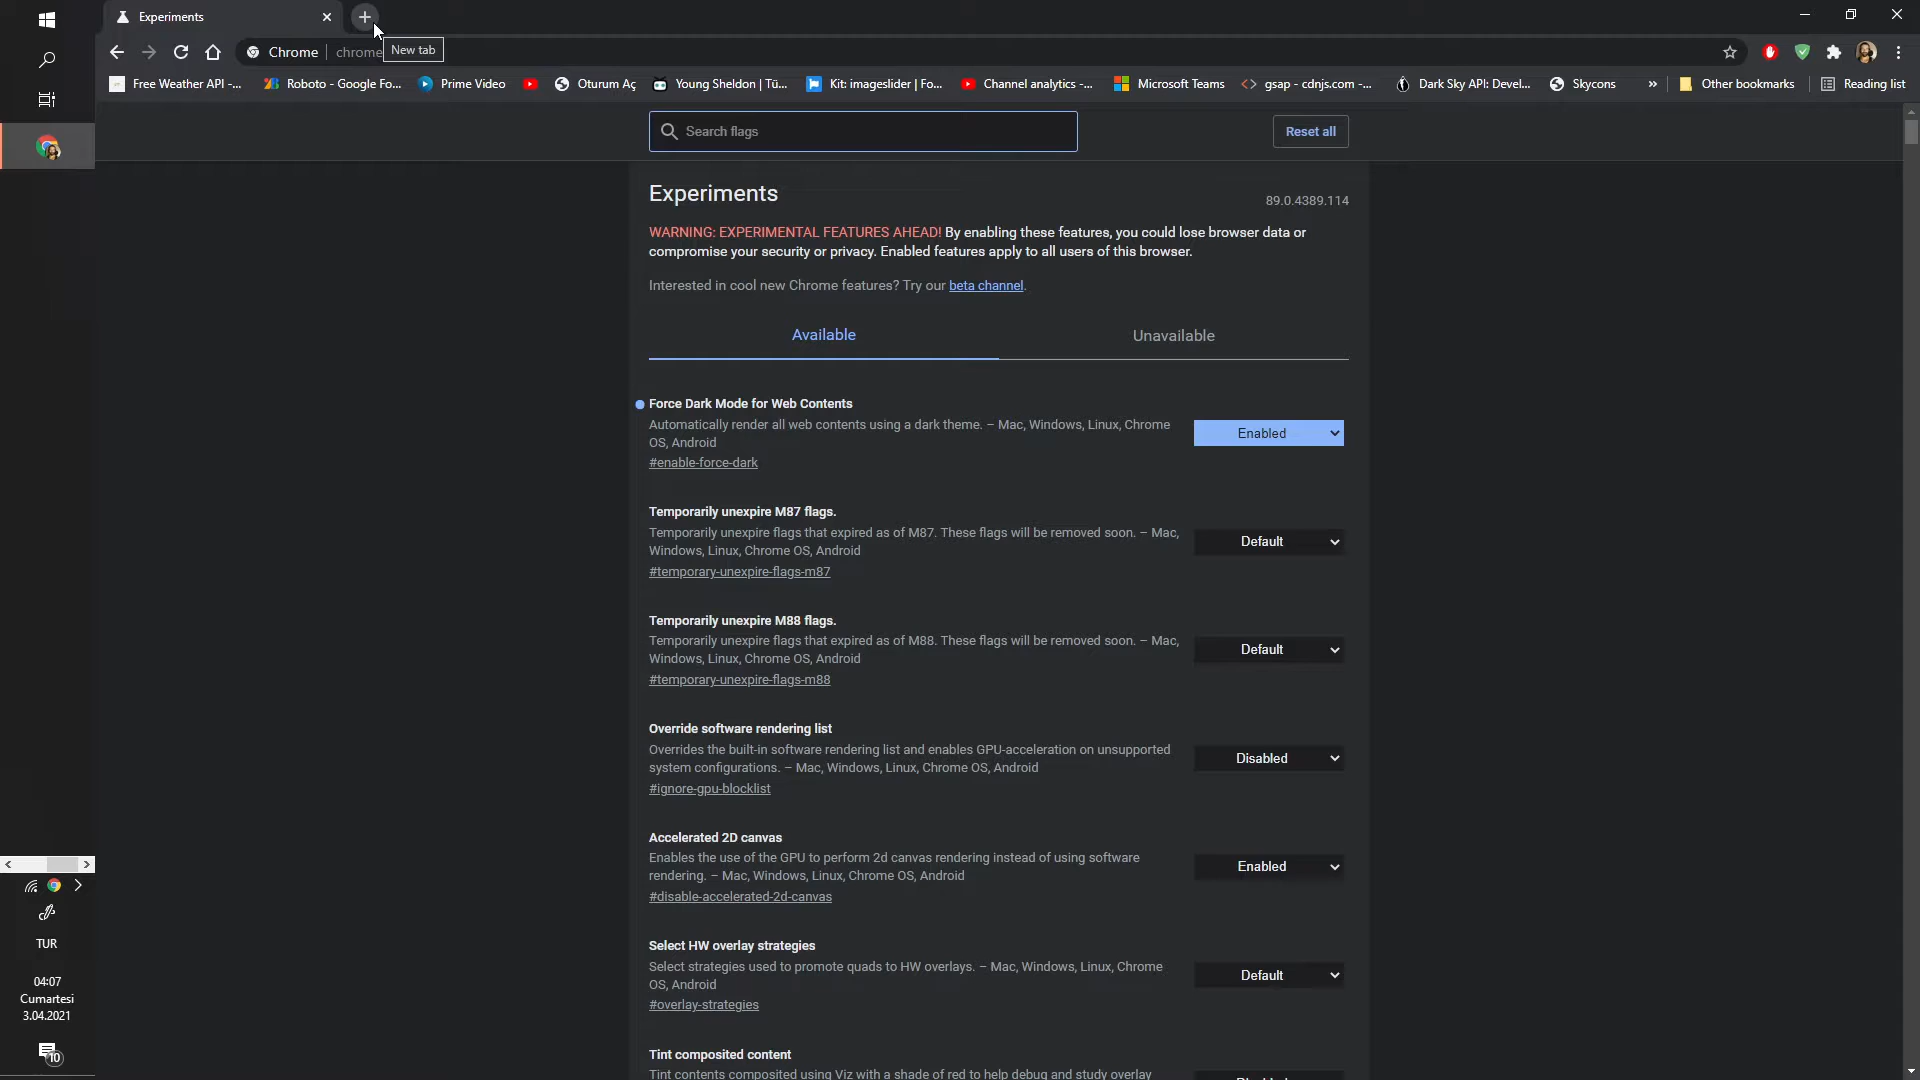 Experiments
New tab
Chrome | chrome
Free Weather API -...
Roboto - Google Fo...
Prime Video
Oturum Aç
Young Sheldon | Tü...
Kit: imageslider | Fo...
Channel analytics -...
Microsoft Teams
gsap - cdnjs.com -...
Dark Sky API: Devel...
Skycons
»
Other bookmarks
Reading list
Search flags
Reset all
Experiments
89.0.4389.114
WARNING: EXPERIMENTAL FEATURES AHEAD! By enabling these features, you could lose browser data or
compromise your security or privacy. Enabled features apply to all users of this browser.
Interested in cool new Chrome features? Try our beta channel.
Available
Unavailable
Force Dark Mode for Web Contents
Automatically render all web contents using a dark theme. – Mac, Windows, Linux, Chrome
OS, Android
#enable-force-dark
Enabled
Temporarily unexpire M87 flags.
Temporarily unexpire flags that expired as of M87. These flags will be removed soon. – Mac,
Windows, Linux, Chrome OS, Android
#temporary-unexpire-flags-m87
Default
Temporarily unexpire M88 flags.
Temporarily unexpire flags that expired as of M88. These flags will be removed soon. – Mac,
Windows, Linux, Chrome OS, Android
#temporary-unexpire-flags-m88
Default
Override software rendering list
Overrides the built-in software rendering list and enables GPU-acceleration on unsupported
system configurations. – Mac, Windows, Linux, Chrome OS, Android
#ignore-gpu-blocklist
Disabled
Accelerated 2D canvas
Enables the use of the GPU to perform 2d canvas rendering instead of using software
rendering. – Mac, Windows, Linux, Chrome OS, Android
#disable-accelerated-2d-canvas
Enabled
Select HW overlay strategies
Select strategies used to promote quads to HW overlays. – Mac, Windows, Linux, Chrome
OS, Android
#overlay-strategies
Default
Tint composited content
Tint contents composited using Viz with a shade of red to help debug and study overlay
TUR
04:07
Cumartesi
3.04.2021
10